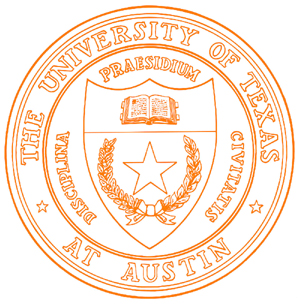 THE UNIVERSITY OF TEXAS
AT AUSTIN
PRAESIDIUM
DISCIPLINA
CIVITATIS